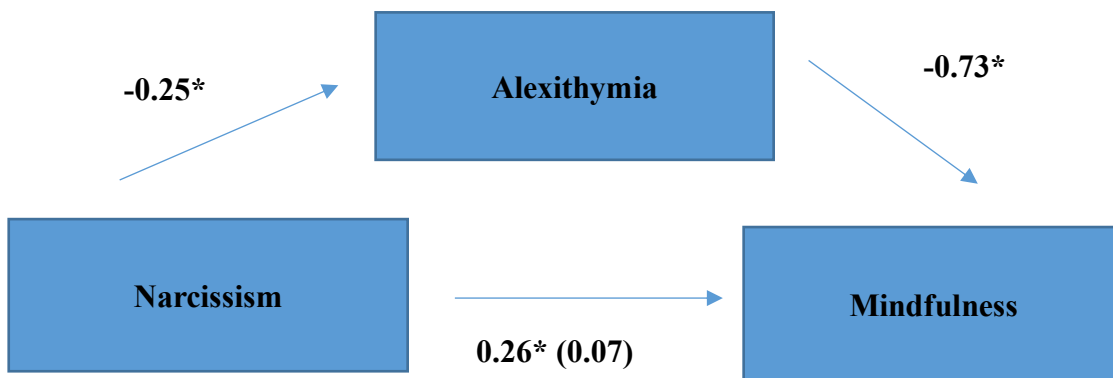 -0.25*
Alexithymia
-0.73*
Narcissism
Mindfulness
0.26* (0.07)